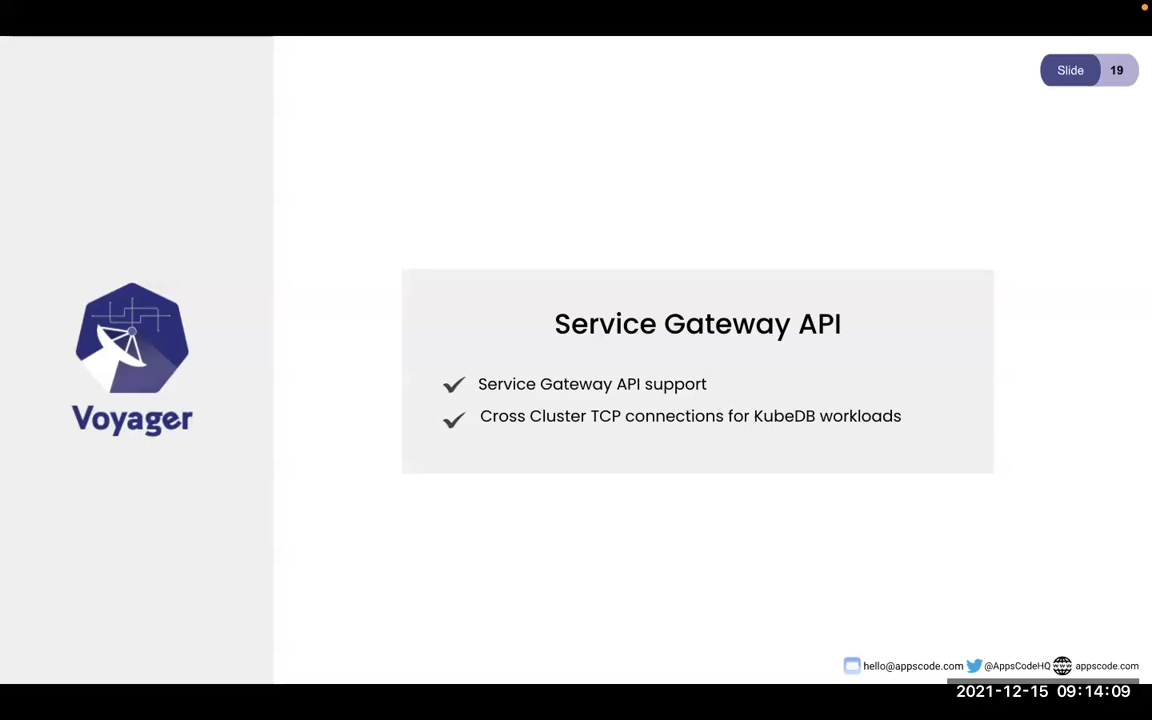 Slide 19
Voyager
Service Gateway API
Service Gateway API support
Cross Cluster TCP connections for KubeDB workloads
hello@appscode.com @AppsCodeHQ www appscode.com
2021-12-15 09:14:09